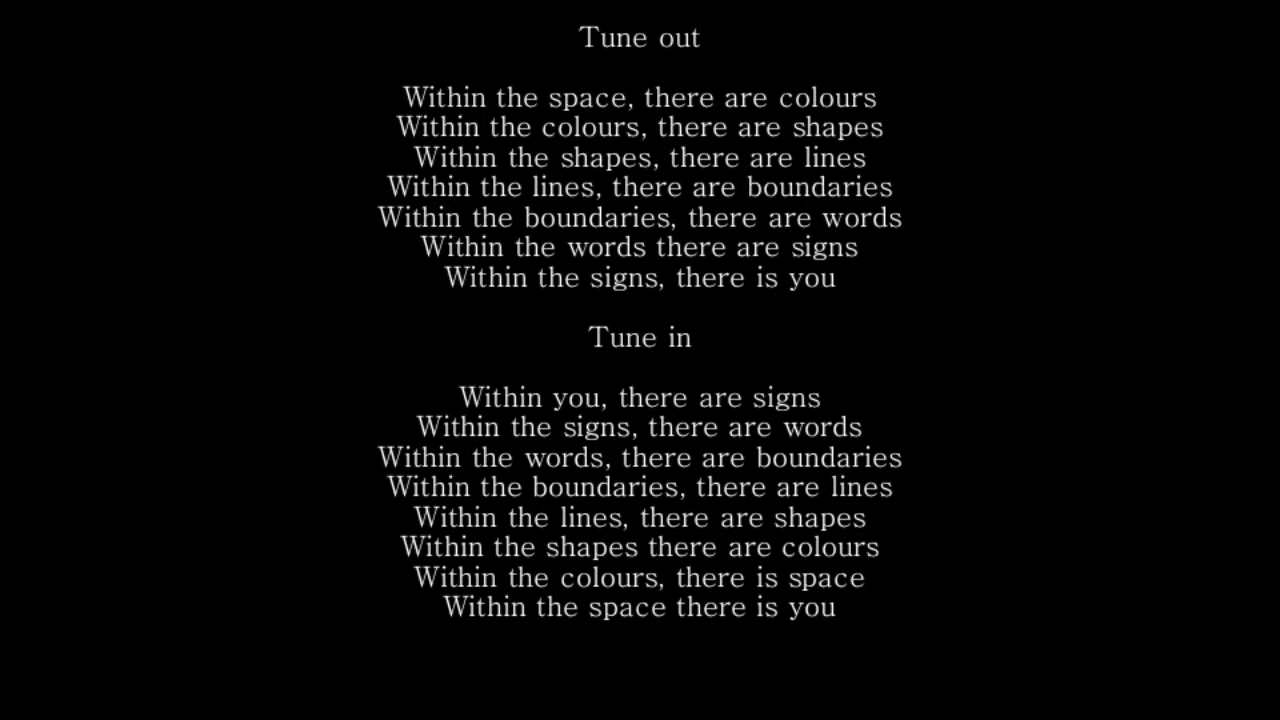 Tune out
Within the space, there are colours
Within the colours, there are shapes
Within the shapes, there are lines
Within the lines, there are boundaries
Within the boundaries, there are words
Within the words there are signs
Within the signs, there is you
Tune in
Within you, there are signs
Within the signs, there are words
Within the words, there are boundaries
Within the boundaries, there are lines
Within the lines, there are shapes
Within the shapes there are colours
Within the colours, there is space
Within the space there is you